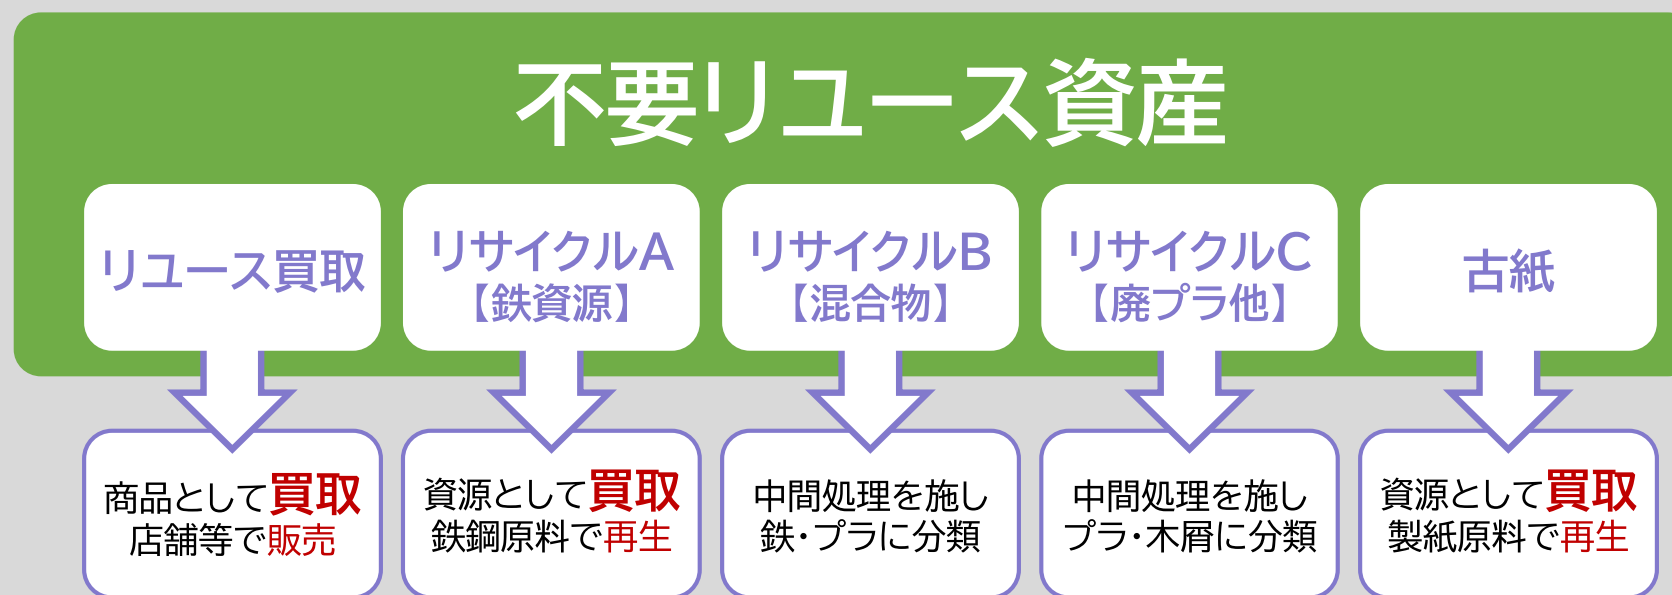 不要リユース資産
リユース買取
リサイクルA
【鉄資源】
リサイクルB
【混合物】
リサイクルC
【廃プラ他】
古紙
商品として買取
店舗等で販売
資源として買取
鉄鋼原料で再生
中間処理を施し
鉄・プラに分類
中間処理を施し
プラ・木屑に分類
資源として買取
製紙原料で再生